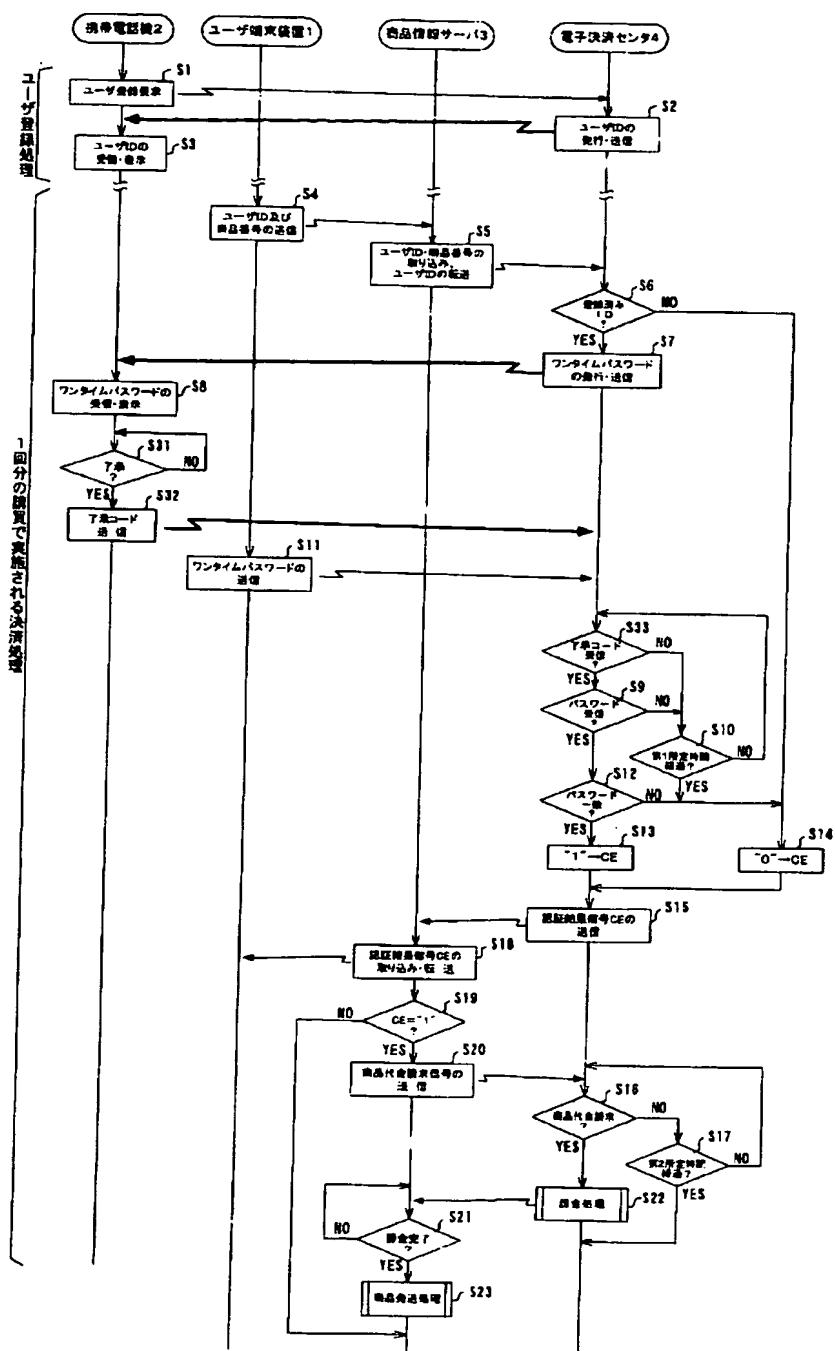 携帯電話機2
ユーザ端末装置1
商品情報サーバ3
電子決済センタ4
ユーザ登録処理
S1
ユーザ登録要求
S2
ユーザIDの
発行・送信
S3
ユーザIDの
受信・表示
S4
ユーザID及び
商品番号の送信
S5
ユーザID・商品番号の
取り込み、
ユーザIDの転送
S6
登録済み
ID
?
NO
YES
S7
ワンタイムパスワード
の発行・送信
S8
ワンタイムパスワードの
受信・表示
1回分の購買で実施される決済処理
S31
了承
?
NO
YES
S32
了承コード
送信
S11
ワンタイムパスワードの
送信
S33
了承コード
受信
?
NO
YES
S9
パスワード
受信
?
NO
YES
S10
第1所定時間
経過?
NO
YES
S12
パスワード
一致
?
NO
YES
S13
"1"→CE
S14
"0"→CE
S15
認証結果信号CEの
送信
S18
認証結果信号CEの
取り込み・転送
S19
CE="1"
?
NO
YES
S20
商品代金請求信号の
送信
S16
商品代金請求
?
NO
YES
S17
第2所定時間
経過?
NO
YES
S22
課金処理
S21
課金完了
?
NO
YES
S23
商品発送処理